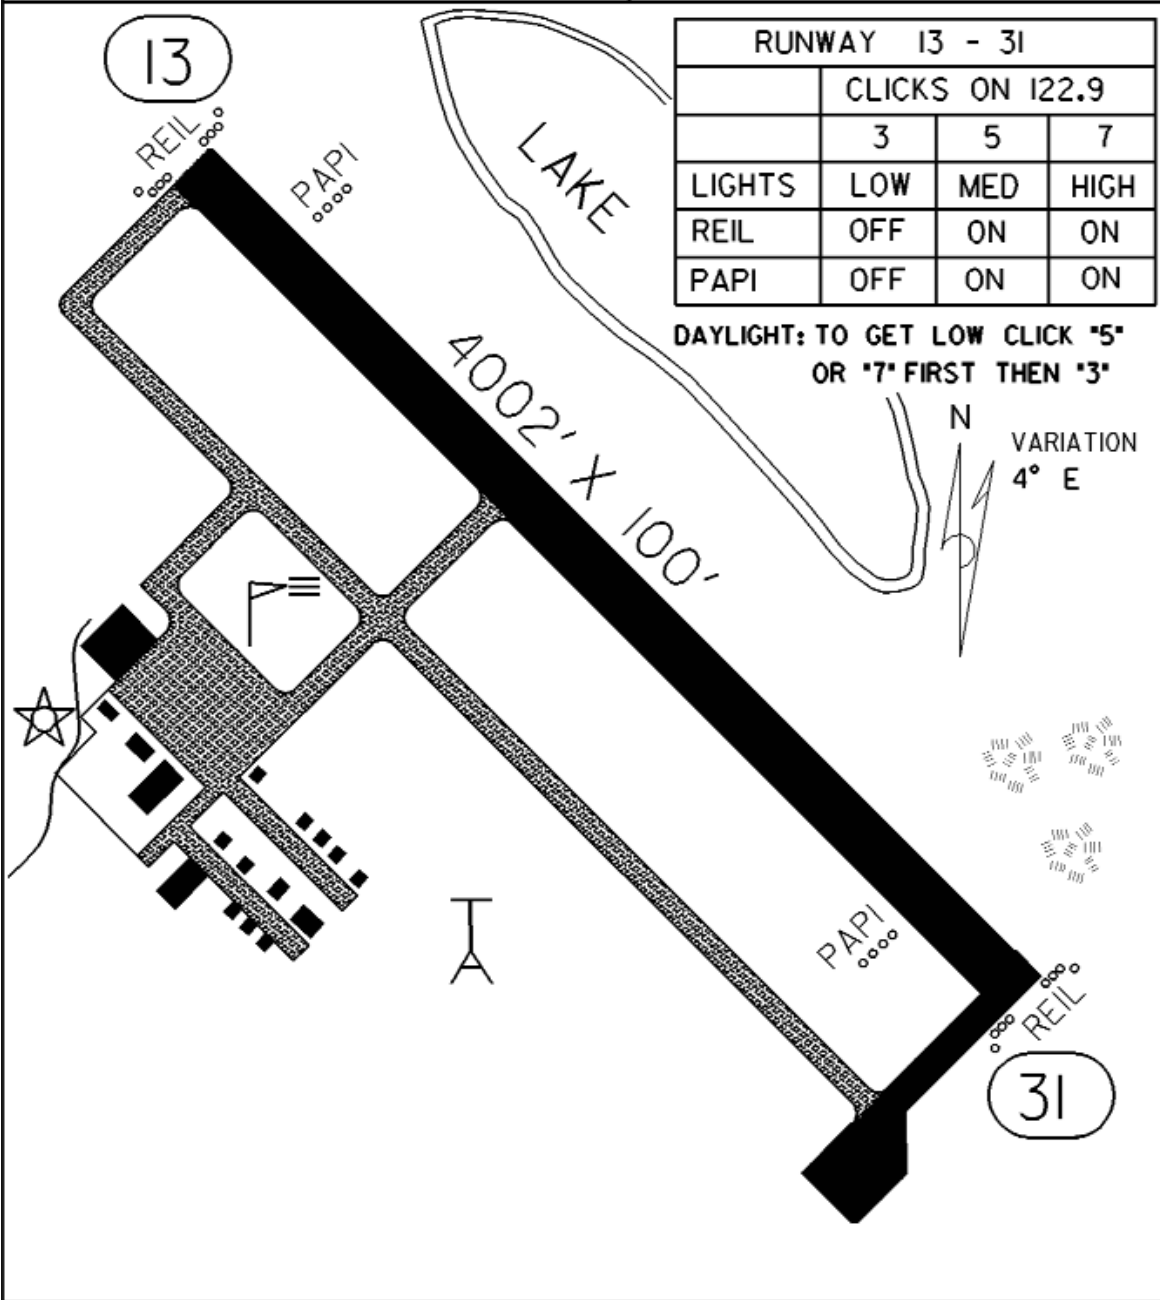 13
REIL
PAPI
LAKE
RUNWAY 13 - 31
CLICKS ON 122.9
3 5 7
LIGHTS LOW MED HIGH
REIL OFF ON ON
PAPI OFF ON ON
DAYLIGHT: TO GET LOW CLICK "5"
OR "7" FIRST THEN "3"
4002' X 100'
N
VARIATION
4° E
PAPI
REIL
31